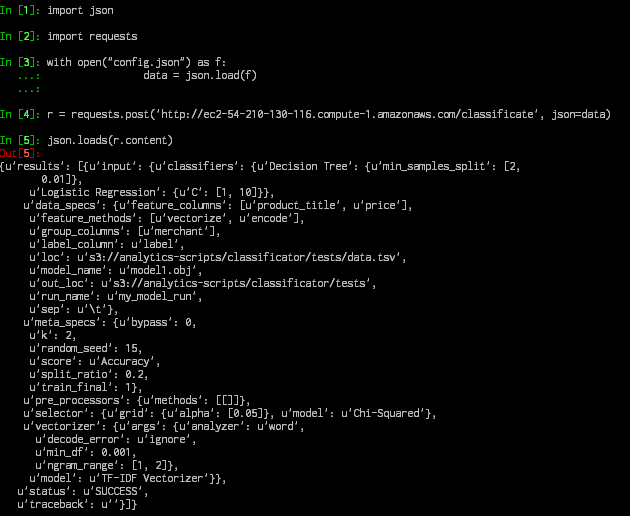 In [1]: import json
In [2]: import requests
In [3]: with open("config.json") as f:
   ...:                 data = json.load(f)
   ...:
In [4]: r = requests.post('http://ec2-54-210-130-116.compute-1.amazonaws.com/classificate', json=data)
In [5]: json.loads(r.content)
Out[5]:
{u'results': [{u'input': {u'classifiers': {u'Decision Tree': {u'min_samples_split': [2,
       0.01]},
     u'Logistic Regression': {u'C': [1, 10]}},
    u'data_specs': {u'feature_columns': [u'product_title', u'price'],
     u'feature_methods': [u'vectorize', u'encode'],
     u'group_columns': [u'merchant'],
     u'label_column': u'label',
     u'loc': u's3://analytics-scripts/classificator/tests/data.tsv',
     u'model_name': u'model1.obj',
     u'out_loc': u's3://analytics-scripts/classificator/tests',
     u'run_name': u'my_model_run',
     u'sep': u'\t'},
    u'meta_specs': {u'bypass': 0,
     u'k': 2,
     u'random_seed': 15,
     u'score': u'Accuracy',
     u'split_ratio': 0.2,
     u'train_final': 1},
    u'pre_processors': {u'methods': [[]]},
    u'selector': {u'grid': {u'alpha': [0.05]}, u'model': u'Chi-Squared'},
    u'vectorizer': {u'args': {u'analyzer': u'word',
      u'decode_error': u'ignore',
      u'min_df': 0.001,
      u'ngram_range': [1, 2]},
     u'model': u'TF-IDF Vectorizer'}},
   u'status': u'SUCCESS',
   u'traceback': u''}]}